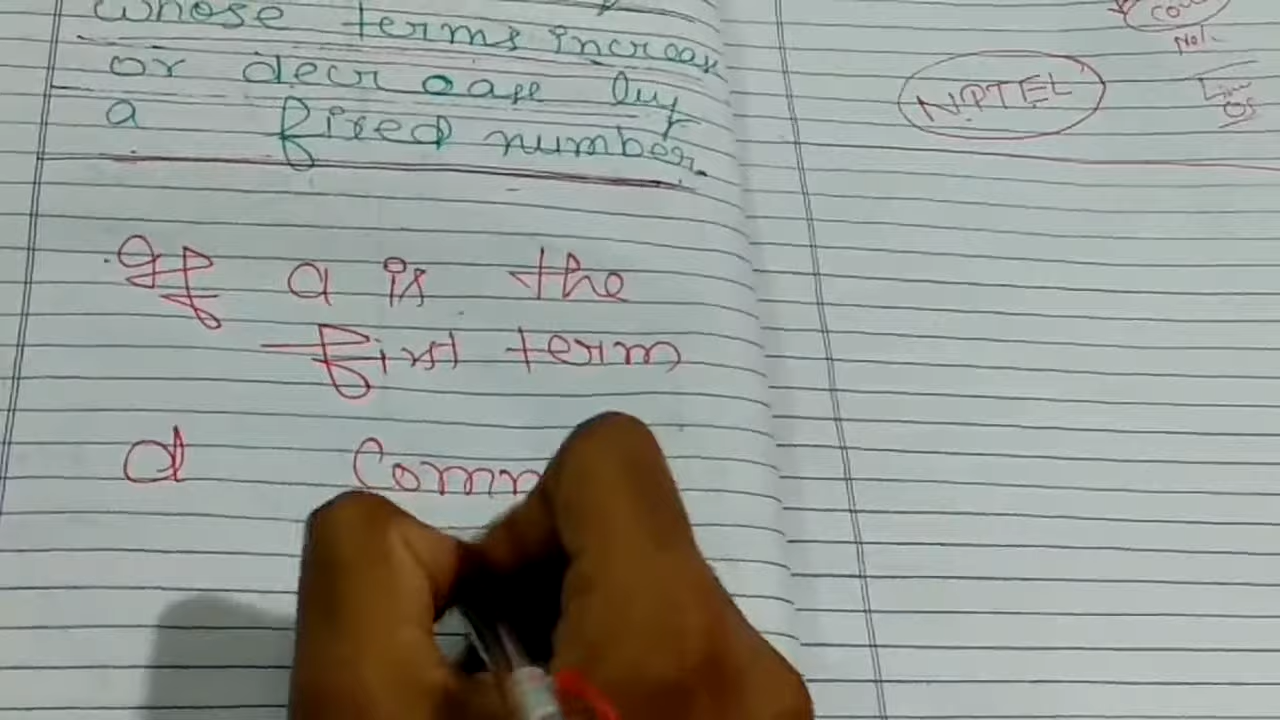 whose terms increase
or decrease by
a fixed number.
If a is the
first term
d Comm
NPTEL